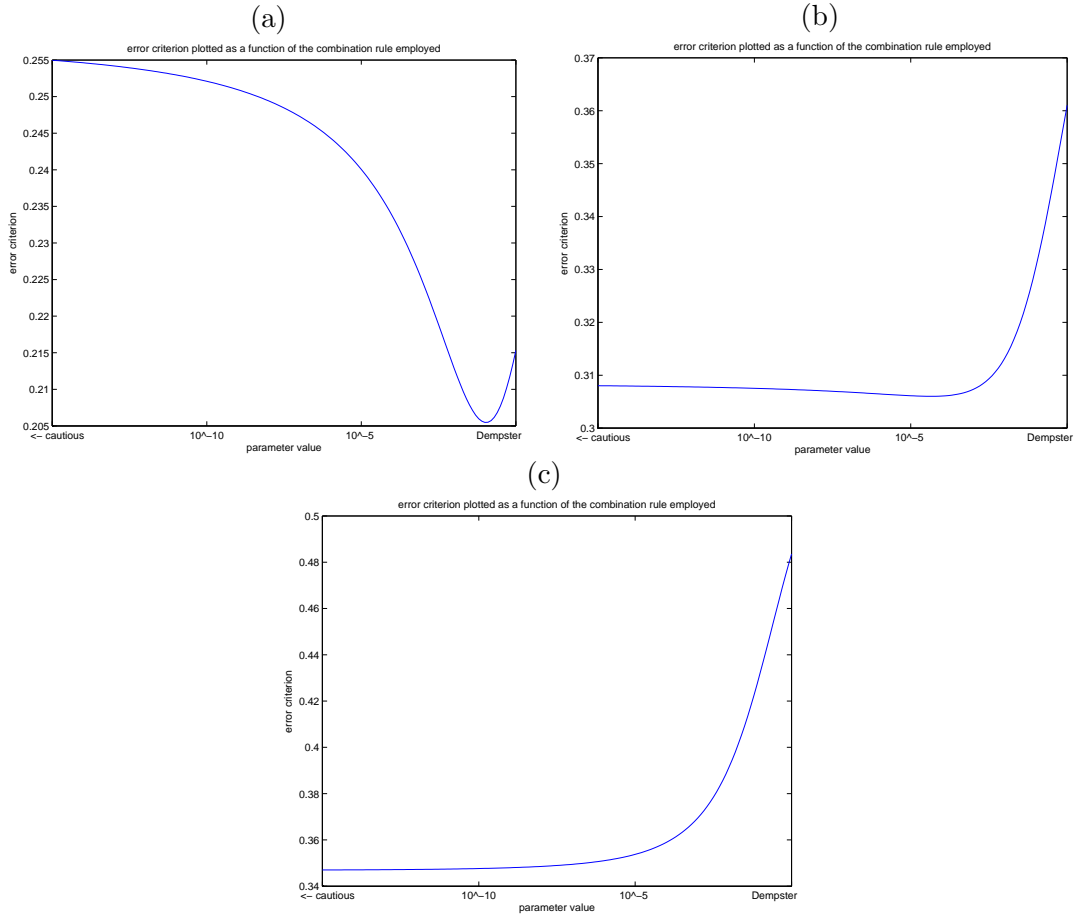 (a)
error criterion plotted as a function of the combination rule employed
0.255
0.25
0.245
0.24
0.235
0.23
0.225
0.22
0.215
0.21
0.205
error criterion
<− cautious 10^−10 10^−5 Dempster
parameter value
(b)
error criterion plotted as a function of the combination rule employed
0.37
0.36
0.35
0.34
0.33
0.32
0.31
0.3
error criterion
<− cautious 10^−10 10^−5 Dempster
parameter value
(c)
error criterion plotted as a function of the combination rule employed
0.5
0.48
0.46
0.44
0.42
0.4
0.38
0.36
0.34
error criterion
<− cautious 10^−10 10^−5 Dempster
parameter value